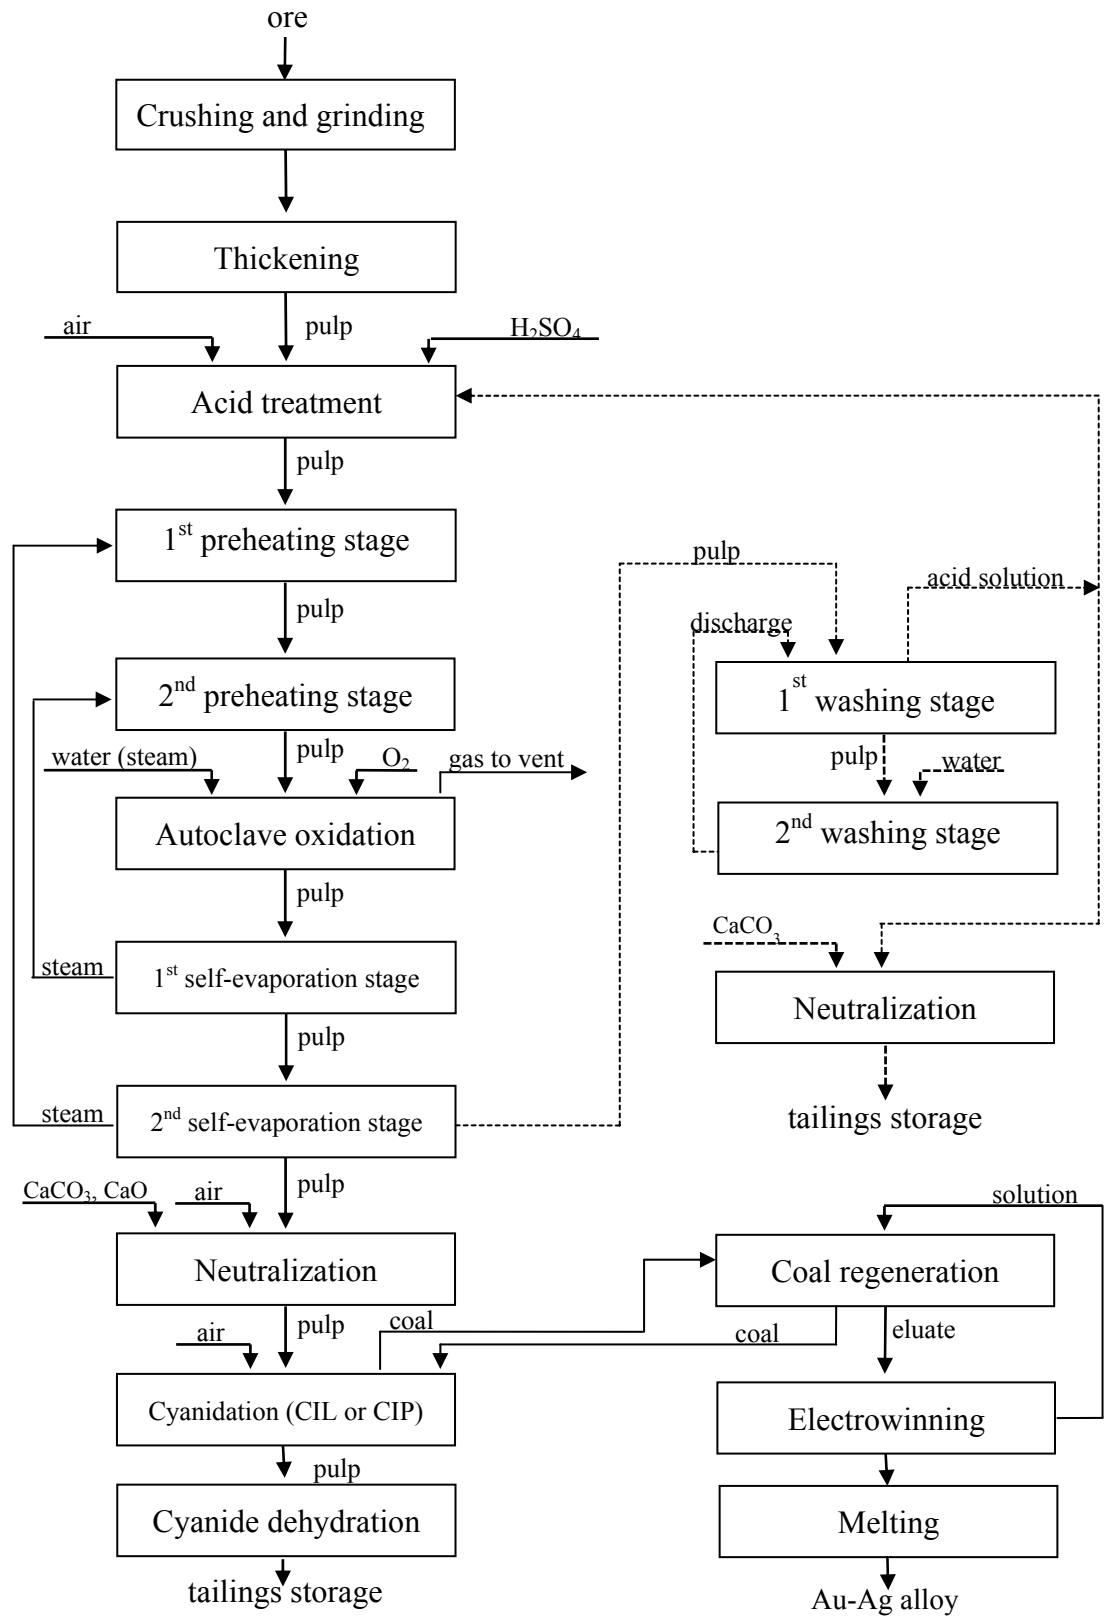 ore
Crushing and grinding
Thickening
air
pulp
H₂SO₄
Acid treatment
pulp
1st preheating stage
pulp
2nd preheating stage
water (steam)
pulp
O₂
gas to vent
Autoclave oxidation
pulp
steam
1st self-evaporation stage
pulp
steam
2nd self-evaporation stage
CaCO₃, CaO
air
pulp
Neutralization
air
pulp
coal
Cyanidation (CIL or CIP)
pulp
Cyanide dehydration
tailings storage
pulp
acid solution
discharge
1st washing stage
pulp
water
2nd washing stage
CaCO₃
Neutralization
tailings storage
solution
Coal regeneration
coal
eluate
Electrowinning
Melting
Au-Ag alloy